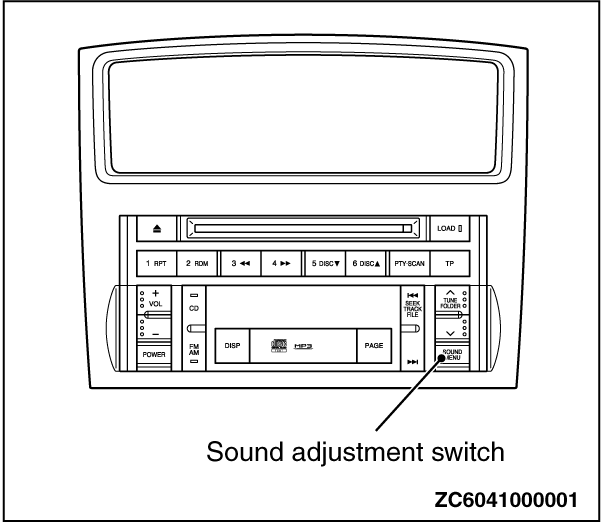 LOAD
1 RPT
2 RDM
3 ◀◀
4 ▶▶
5 DISC▼
6 DISC▲
PTY·SCAN
TP
+
VOL
−
POWER
CD
FM
AM
DISP
MP3
PAGE
SEEK
TRACK
FILE
TUNE
FOLDER
SOUND
MENU
Sound adjustment switch
ZC6041000001